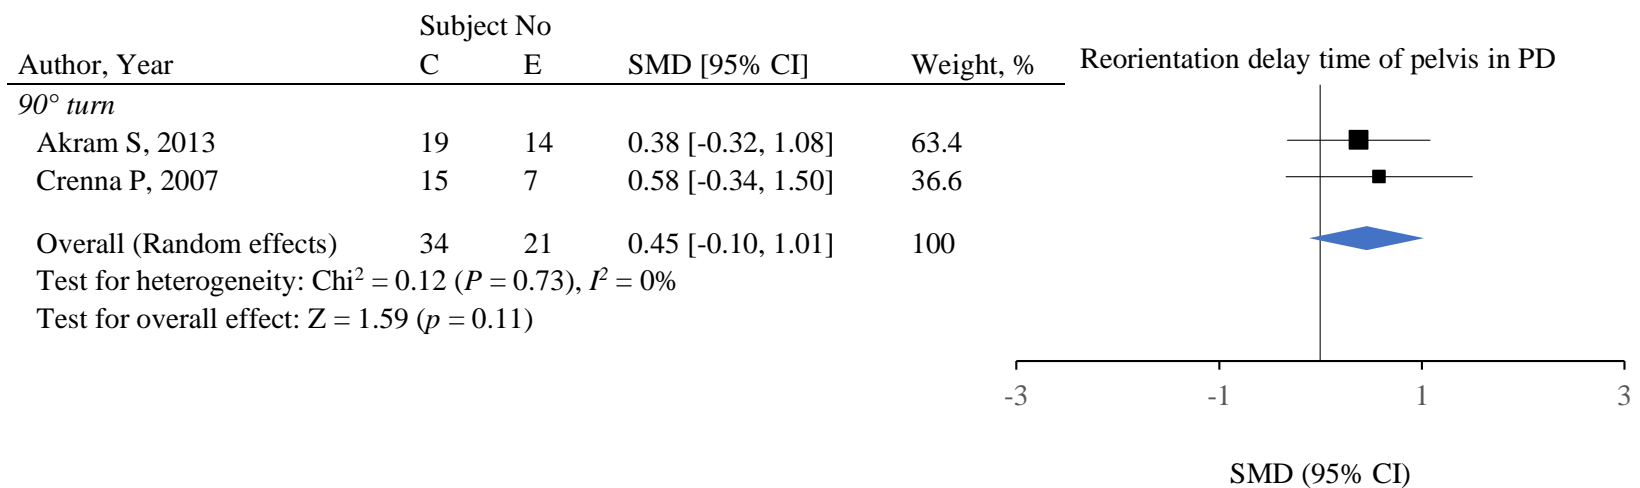 Subject No
Author, Year C E SMD [95% CI] Weight, % Reorientation delay time of pelvis in PD
90° turn
Akram S, 2013 19 14 0.38 [-0.32, 1.08] 63.4
Crenna P, 2007 15 7 0.58 [-0.34, 1.50] 36.6
Overall (Random effects) 34 21 0.45 [-0.10, 1.01] 100
Test for heterogeneity: Chi² = 0.12 (P = 0.73), I² = 0%
Test for overall effect: Z = 1.59 (p = 0.11)
-3 -1 1 3
SMD (95% CI)